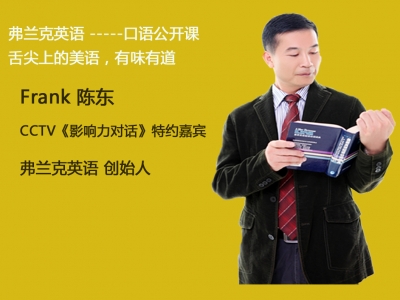 弗兰克英语 -----口语公开课
舌尖上的美语，有味有道
Frank 陈东
CCTV《影响力对话》特约嘉宾
弗兰克英语 创始人